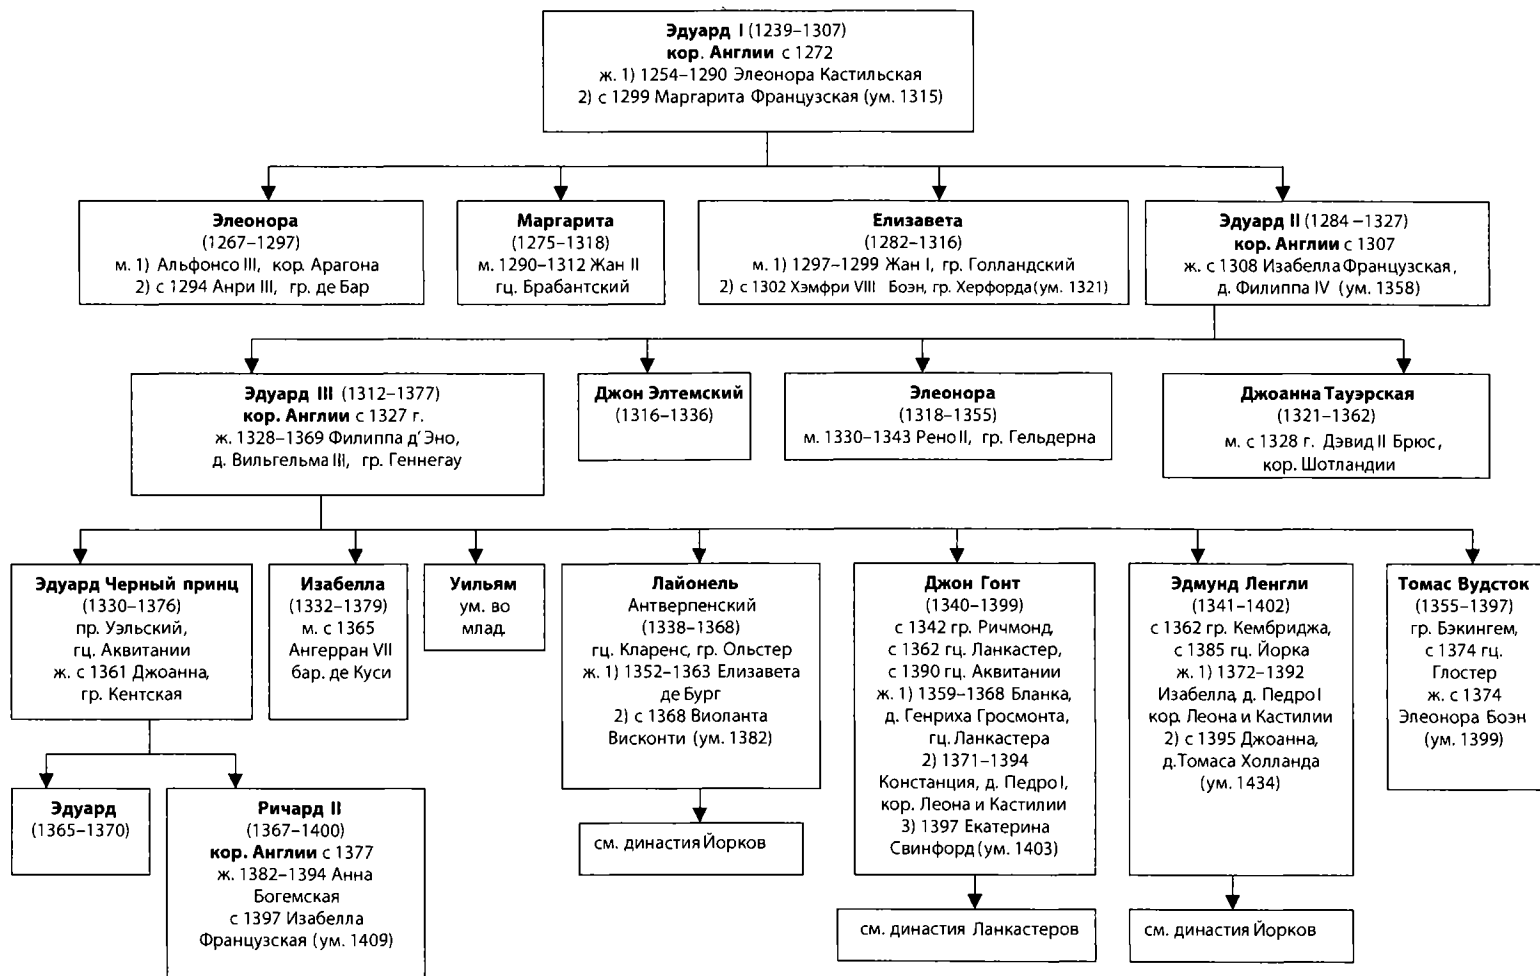 Эдуард I (1239–1307)
кор. Англии с 1272
ж. 1) 1254–1290 Элеонора Кастильская
2) с 1299 Маргарита Французская (ум. 1315)
Элеонора
(1267–1297)
м. 1) Альфонсо III, кор. Арагона
2) с 1294 Анри III, гр. де Бар
Маргарита
(1275–1318)
м. 1290–1312 Жан II
гц. Брабантский
Елизавета
(1282–1316)
м. 1) 1297–1299 Жан I, гр. Голландский
2) с 1302 Хэмфри VIII Боэн, гр. Херфорда (ум. 1321)
Эдуард II (1284–1327)
кор. Англии с 1307
ж. с 1308 Изабелла Французская,
д. Филиппа IV (ум. 1358)
Эдуард III (1312–1377)
кор. Англии с 1327 г.
ж. 1328–1369 Филиппа д'Эно,
д. Вильгельма III, гр. Геннегау
Джон Элтемский
(1316–1336)
Элеонора
(1318–1355)
м. 1330–1343 Рено II, гр. Гельдерна
Джоанна Тауэрская
(1321–1362)
м. с 1328 г. Дэвид II Брюс,
кор. Шотландии
Эдуард Черный принц
(1330–1376)
пр. Уэльский,
гц. Аквитании
ж. с 1361 Джоанна,
гр. Кентская
Изабелла
(1332–1379)
м. с 1365
Ангерран VII
бар. де Куси
Уильям
ум. во
млад.
Лайонель
Антверпенский
(1338–1368)
гц. Кларенс, гр. Ольстер
ж. 1) 1352–1363 Елизавета
де Бург
2) с 1368 Виоланта
Висконти (ум. 1382)
Джон Гонт
(1340–1399)
с 1342 гр. Ричмонд,
с 1362 гц. Ланкастер,
с 1390 гц. Аквитании
ж. 1) 1359–1368 Бланка,
д. Генриха Гросмонта,
гц. Ланкастера
2) 1371–1394
Констанция, д. Педро I,
кор. Леона и Кастилии
3) 1397 Екатерина
Свинфорд (ум. 1403)
Эдмунд Ленгли
(1341–1402)
с 1362 гр. Кембриджа,
с 1385 гц. Йорка
ж. 1) 1372–1392
Изабелла, д. Педро I
кор. Леона и Кастилии
2) с 1395 Джоанна,
д. Томаса Холланда
(ум. 1434)
Томас Вудсток
(1355–1397)
гр. Бэкингем,
с 1374 гц.
Глостер
ж. с 1374
Элеонора Боэн
(ум. 1399)
Эдуард
(1365–1370)
Ричард II
(1367–1400)
кор. Англии с 1377
ж. 1382–1394 Анна
Богемская
с 1397 Изабелла
Французская (ум. 1409)
см. династия Йорков
см. династия Ланкастеров
см. династия Йорков